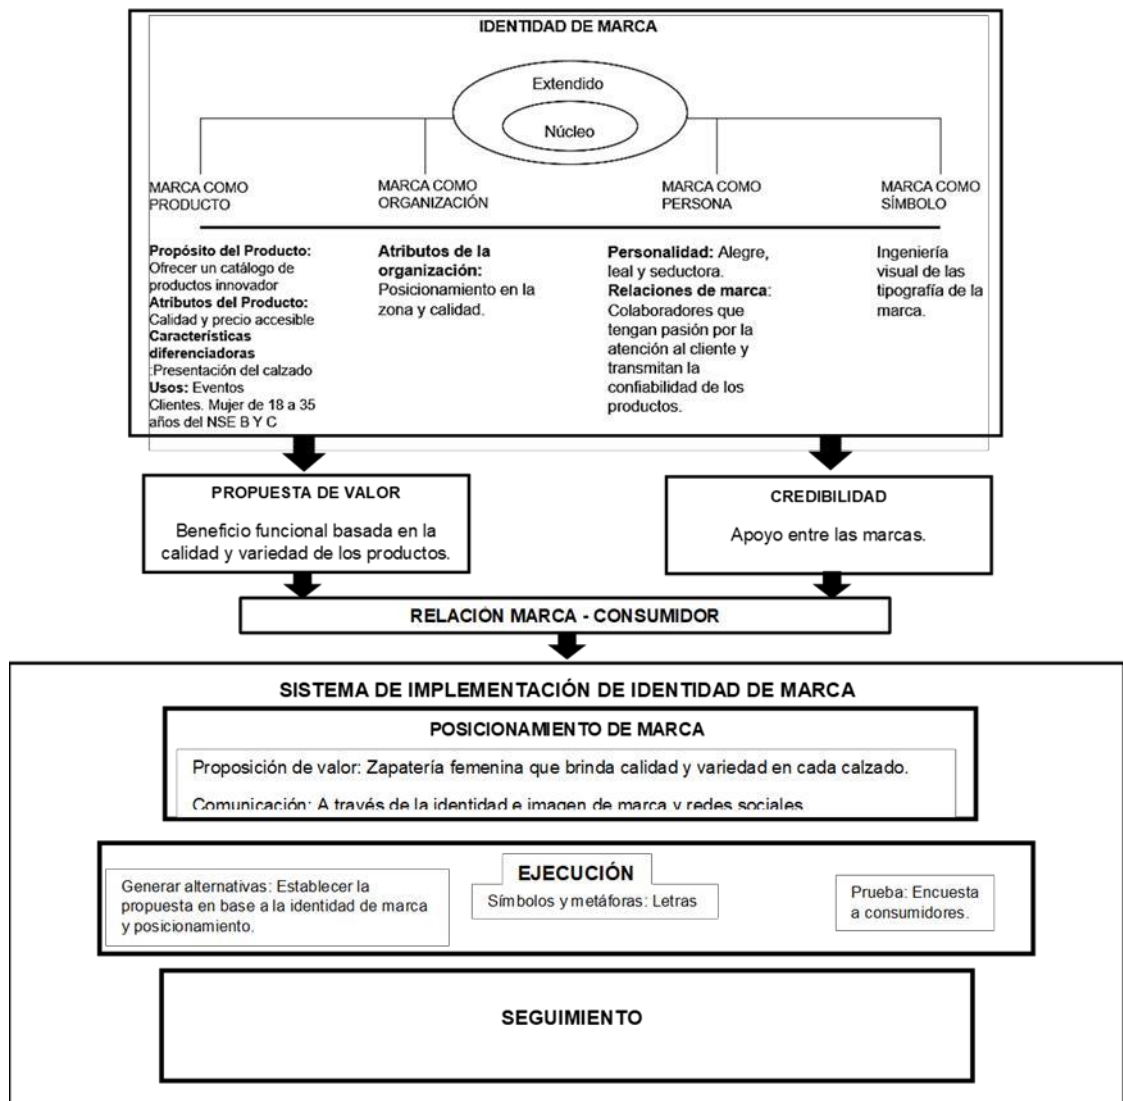 IDENTIDAD DE MARCA
Extendido
Núcleo
MARCA COMO
PRODUCTO
MARCA COMO
ORGANIZACIÓN
MARCA COMO
PERSONA
MARCA COMO
SÍMBOLO
Propósito del Producto:
Ofrecer un catálogo de
productos innovador
Atributos del Producto:
Calidad y precio accesible
Características
diferenciadoras
:Presentación del calzado
Usos: Eventos
Clientes. Mujer de 18 a 35
años del NSE B Y C
Atributos de la
organización:
Posicionamiento en la
zona y calidad.
Personalidad: Alegre,
leal y seductora.
Relaciones de marca:
Colaboradores que
tengan pasión por la
atención al cliente y
transmitan la
confiabilidad de los
productos.
Ingeniería
visual de las
tipografía de la
marca.
PROPUESTA DE VALOR
Beneficio funcional basada en la
calidad y variedad de los productos.
CREDIBILIDAD
Apoyo entre las marcas.
RELACIÓN MARCA - CONSUMIDOR
SISTEMA DE IMPLEMENTACIÓN DE IDENTIDAD DE MARCA
POSICIONAMIENTO DE MARCA
Proposición de valor: Zapatería femenina que brinda calidad y variedad en cada calzado.
Comunicación: A través de la identidad e imagen de marca y redes sociales
EJECUCIÓN
Generar alternativas: Establecer la
propuesta en base a la identidad de marca
y posicionamiento.
Símbolos y metáforas: Letras
Prueba: Encuesta
a consumidores.
SEGUIMIENTO